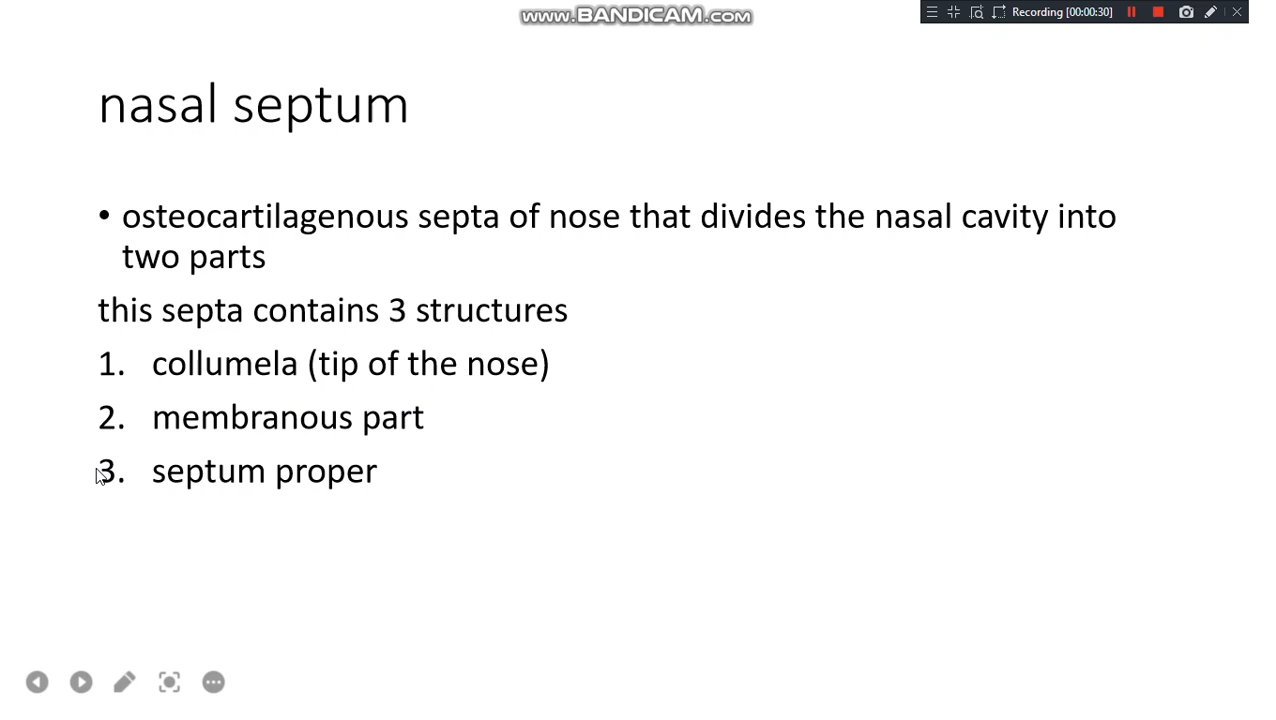 www.BANDICAM.com
Recording [00:00:30]
nasal septum
• osteocartilagenous septa of nose that divides the nasal cavity into
two parts
this septa contains 3 structures
1. collumela (tip of the nose)
2. membranous part
3. septum proper